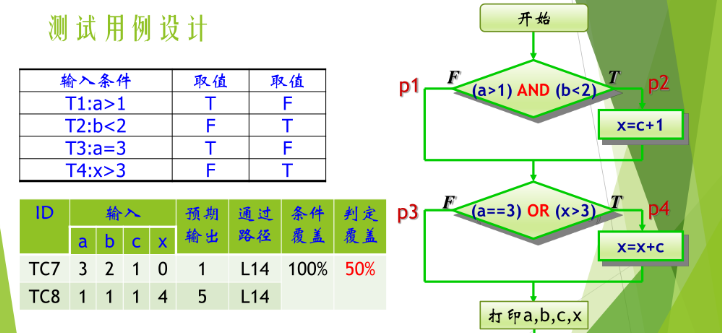 测试用例设计
输入条件 取值 取值
T1:a>1 T F
T2:b<2 F T
T3:a=3 T F
T4:x>3 F T
ID 输入 预期输出 通过路径 条件覆盖 判定覆盖
a b c x
TC7 3 2 1 0 1 L14 100% 50%
TC8 1 1 1 4 5 L14
开始
p1 F (a>1) AND (b<2) T p2
x=c+1
p3 F (a==3) OR (x>3) T p4
x=x+c
打印a,b,c,x